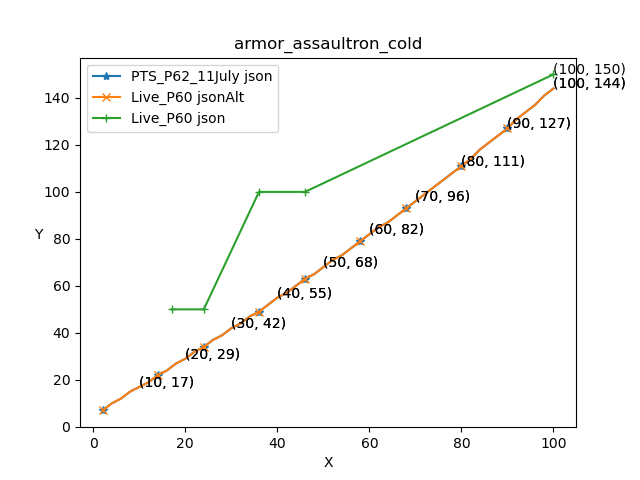 armor_assaultron_cold
PTS_P62_11July json
Live_P60 jsonAlt
Live_P60 json
(100, 150)
(100, 144)
(90, 127)
(80, 111)
(70, 96)
(60, 82)
(50, 68)
(40, 55)
(30, 42)
(20, 29)
(10, 17)
Y
140
120
100
80
60
40
20
0
0 20 40 60 80 100
X